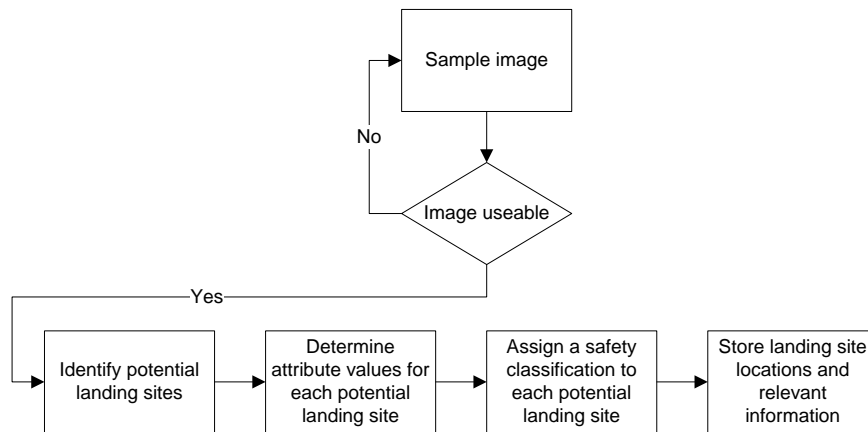 Sample image
No
Image useable
Yes
Identify potential
landing sites
Determine
attribute values for
each potential
landing site
Assign a safety
classification to
each potential
landing site
Store landing site
locations and
relevant
information